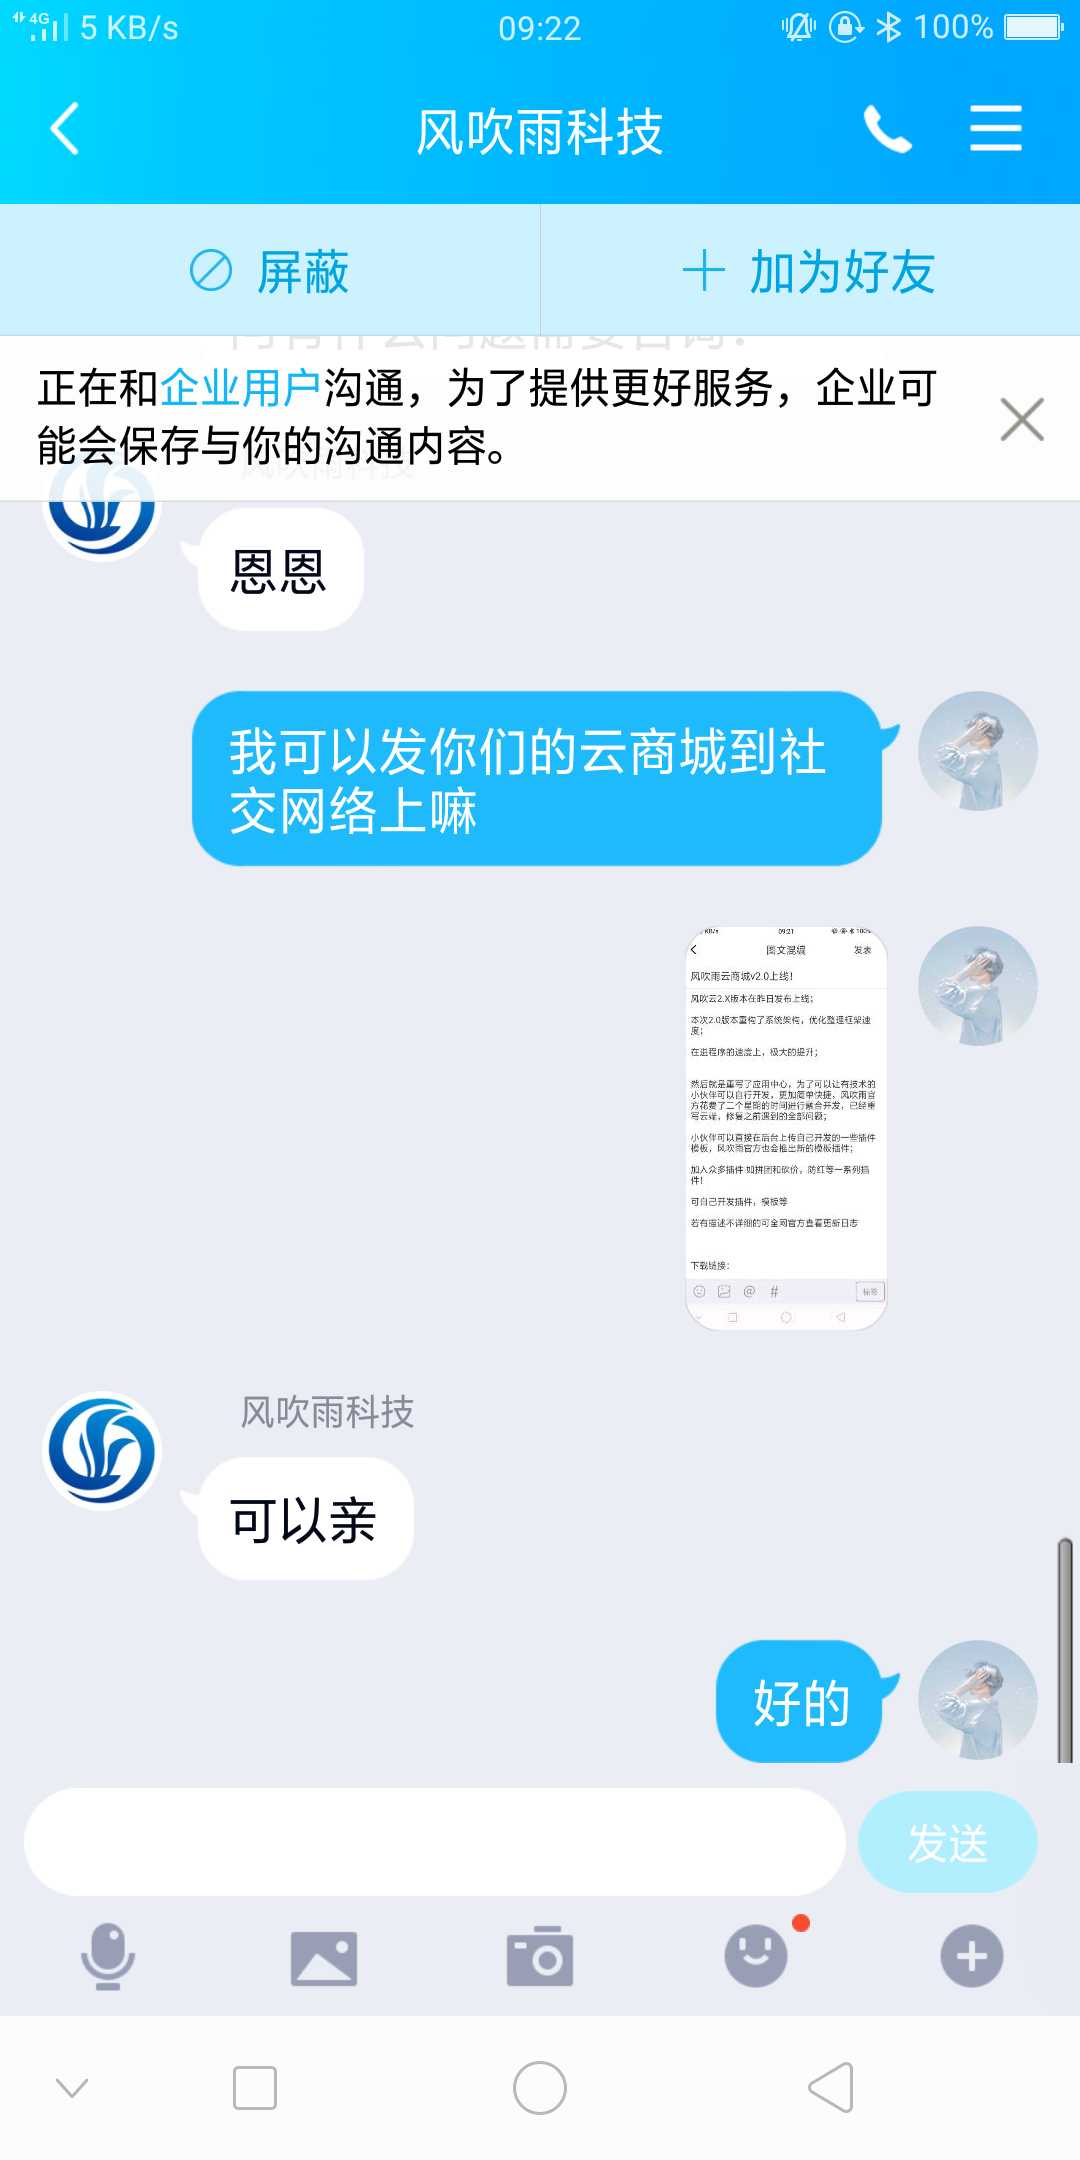 4G 5 KB/s 09:22 100%
风吹雨科技
屏蔽 加为好友
正在和企业用户沟通，为了提供更好服务，企业可
能会保存与你的沟通内容。
风吹雨科技
恩恩
我可以发你们的云商城到社
交网络上嘛
KB/s 09:21 100%
图文混编 发表
风吹雨云商城v2.0上线！
风吹云2.X版本在昨日发布上线；
本次2.0版本重构了系统架构，优化整理框架速
度；
在进程序的速度上，极大的提升；
然后就是重写了应用中心，为了可以让有技术的
小伙伴可以自行开发，更加简单快捷，风吹雨官
方花费了二个星期的时间进行融合开发，已经重
写云端，修复之前遇到的全部问题；
小伙伴可以直接在后台上传自己开发的一些插件
模板，风吹雨官方也会推出新的模板插件；
加入众多插件 如拼团和砍价，防红等一系列插
件！
可自己开发插件，模板等
若有描述不详细的可全网官方查看更新日志
下载链接：
@ # 标签
风吹雨科技
可以亲
好的
发送